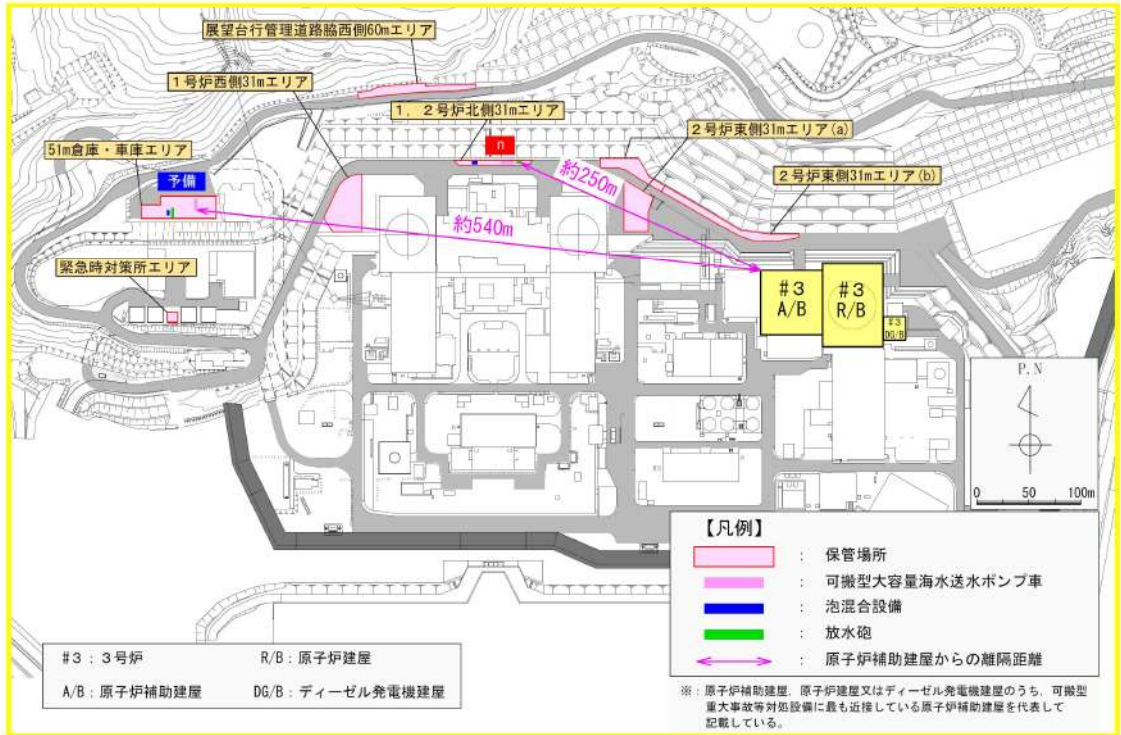 展望台行管理道路脇西側60mエリア
1号炉西側31mエリア
1,2号炉北側31mエリア
2号炉東側31mエリア(a)
51m倉庫・車庫エリア
予備
n
約250m
2号炉東側31mエリア(b)
約540m
緊急時対策所エリア
#3
A/B
#3
R/B
#3
DG/B
P.N
0 50 100m
【凡例】
: 保管場所
: 可搬型大容量海水送水ポンプ車
: 泡混合設備
: 放水砲
: 原子炉補助建屋からの離隔距離
#3:3号炉 R/B:原子炉建屋
A/B:原子炉補助建屋 DG/B:ディーゼル発電機建屋
※:原子炉補助建屋,原子炉建屋又はディーゼル発電機建屋のうち,可搬型
重大事故等対処設備に最も近接している原子炉補助建屋を代表して
記載している。